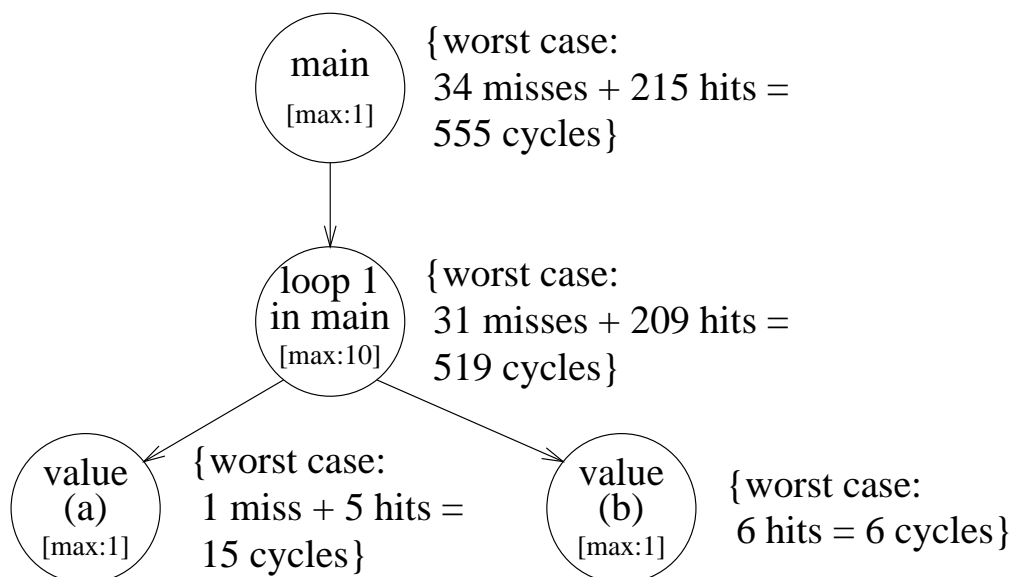 main
[max:1]
{worst case:
34 misses + 215 hits =
555 cycles}
loop 1
in main
[max:10]
{worst case:
31 misses + 209 hits =
519 cycles}
value
(a)
[max:1]
{worst case:
1 miss + 5 hits =
15 cycles}
value
(b)
[max:1]
{worst case:
6 hits = 6 cycles}